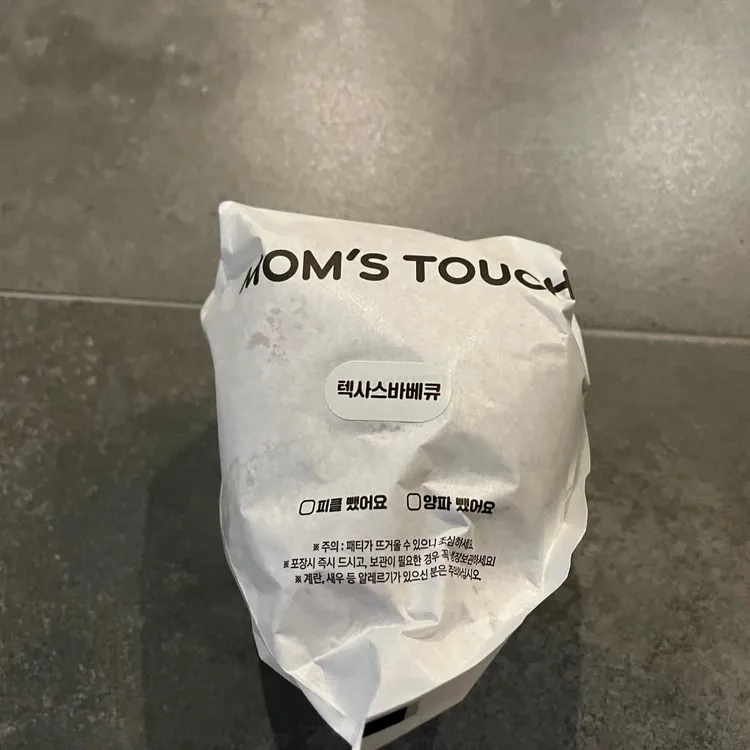 MOM'S TOUCH
텍사스바베큐
피클 뺐어요 양파 뺐어요
※ 주의 : 패티가 뜨거울 수 있으니 조심하세요
※ 포장시 즉시 드시고, 보관이 필요한 경우 꼭 냉장보관하세요!
※ 계란, 새우 등 알레르기가 있으신 분은 주의하십시오.